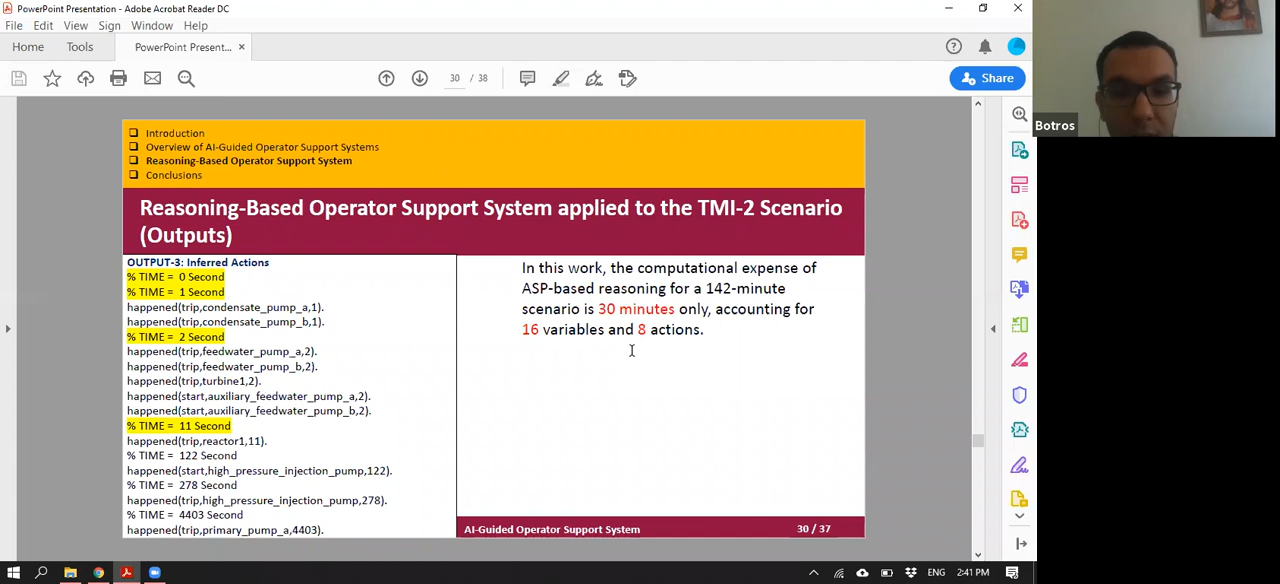 PowerPoint Presentation - Adobe Acrobat Reader DC
File Edit View Sign Window Help
Home Tools PowerPoint Present... ×
30 / 38
Share
Botros
Introduction
Overview of AI-Guided Operator Support Systems
Reasoning-Based Operator Support System
Conclusions
Reasoning-Based Operator Support System applied to the TMI-2 Scenario
(Outputs)
OUTPUT-3: Inferred Actions
% TIME = 0 Second
% TIME = 1 Second
happened(trip,condensate_pump_a,1).
happened(trip,condensate_pump_b,1).
% TIME = 2 Second
happened(trip,feedwater_pump_a,2).
happened(trip,feedwater_pump_b,2).
happened(trip,turbine1,2).
happened(start,auxiliary_feedwater_pump_a,2).
happened(start,auxiliary_feedwater_pump_b,2).
% TIME = 11 Second
happened(trip,reactor1,11).
% TIME = 122 Second
happened(start,high_pressure_injection_pump,122).
% TIME = 278 Second
happened(trip,high_pressure_injection_pump,278).
% TIME = 4403 Second
happened(trip,primary_pump_a,4403).
In this work, the computational expense of
ASP-based reasoning for a 142-minute
scenario is 30 minutes only, accounting for
16 variables and 8 actions.
AI-Guided Operator Support System 30 / 37
ENG 2:41 PM